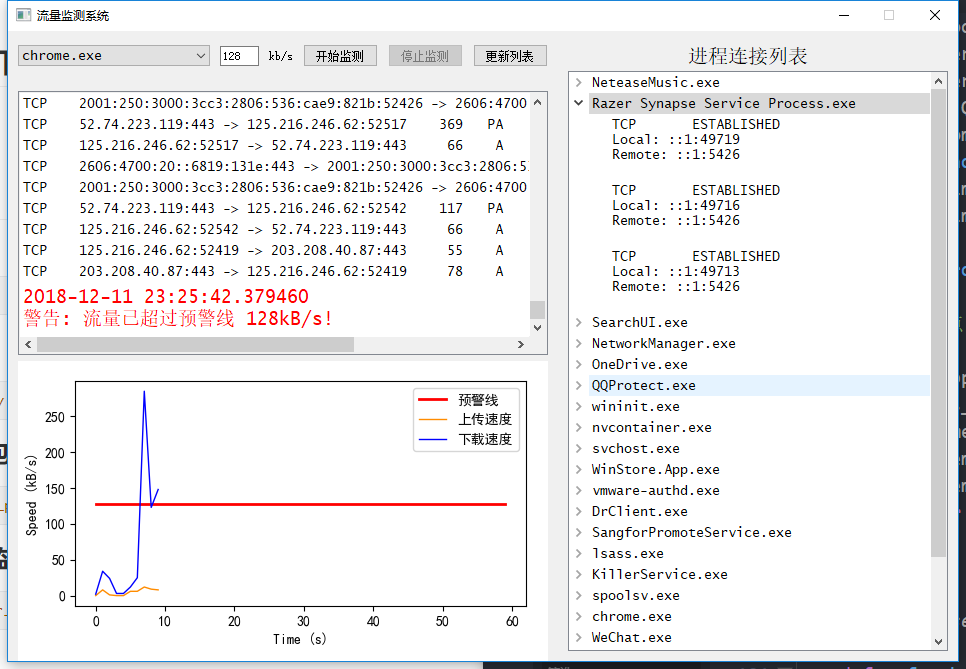 流量监测系统
chrome.exe 128 kb/s 开始监测 停止监测 更新列表
TCP 2001:250:3000:3cc3:2806:536:cae9:821b:52426 -> 2606:4700
TCP 52.74.223.119:443 -> 125.216.246.62:52517 369 PA
TCP 125.216.246.62:52517 -> 52.74.223.119:443 66 A
TCP 2606:4700:20::6819:131e:443 -> 2001:250:3000:3cc3:2806:5
TCP 2001:250:3000:3cc3:2806:536:cae9:821b:52426 -> 2606:4700
TCP 52.74.223.119:443 -> 125.216.246.62:52542 117 PA
TCP 125.216.246.62:52542 -> 52.74.223.119:443 66 A
TCP 125.216.246.62:52419 -> 203.208.40.87:443 55 A
TCP 203.208.40.87:443 -> 125.216.246.62:52419 78 A
2018-12-11 23:25:42.379460
警告: 流量已超过预警线 128kB/s!
预警线
上传速度
下载速度
Speed (kB/s)
250
200
150
100
50
0
0 10 20 30 40 50 60
Time (s)
进程连接列表
NeteaseMusic.exe
Razer Synapse Service Process.exe
TCP ESTABLISHED
Local: ::1:49719
Remote: ::1:5426
TCP ESTABLISHED
Local: ::1:49716
Remote: ::1:5426
TCP ESTABLISHED
Local: ::1:49713
Remote: ::1:5426
SearchUI.exe
NetworkManager.exe
OneDrive.exe
QQProtect.exe
wininit.exe
nvcontainer.exe
svchost.exe
WinStore.App.exe
vmware-authd.exe
DrClient.exe
SangforPromoteService.exe
lsass.exe
KillerService.exe
spoolsv.exe
chrome.exe
WeChat.exe